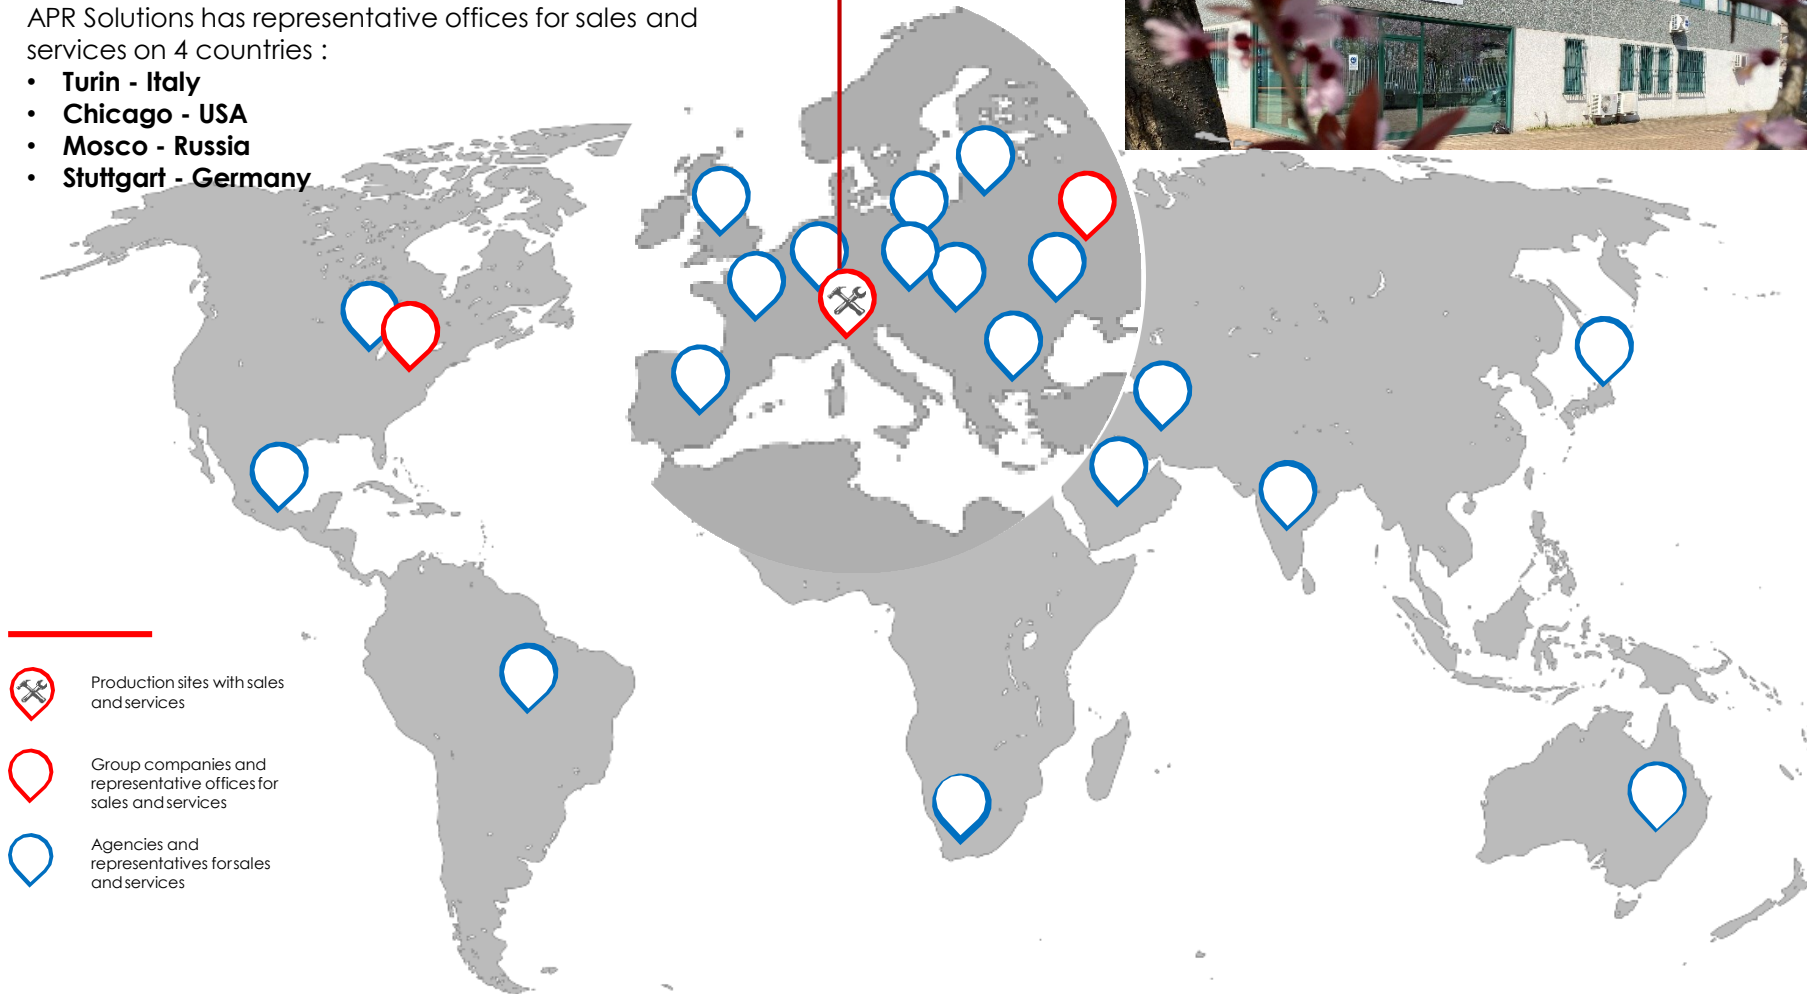 APR Solutions has representative offices for sales and
services on 4 countries :
• Turin - Italy
• Chicago - USA
• Mosco - Russia
• Stuttgart - Germany
Production sites with sales
and services
Group companies and
representative offices for
sales and services
Agencies and
representatives for sales
and services